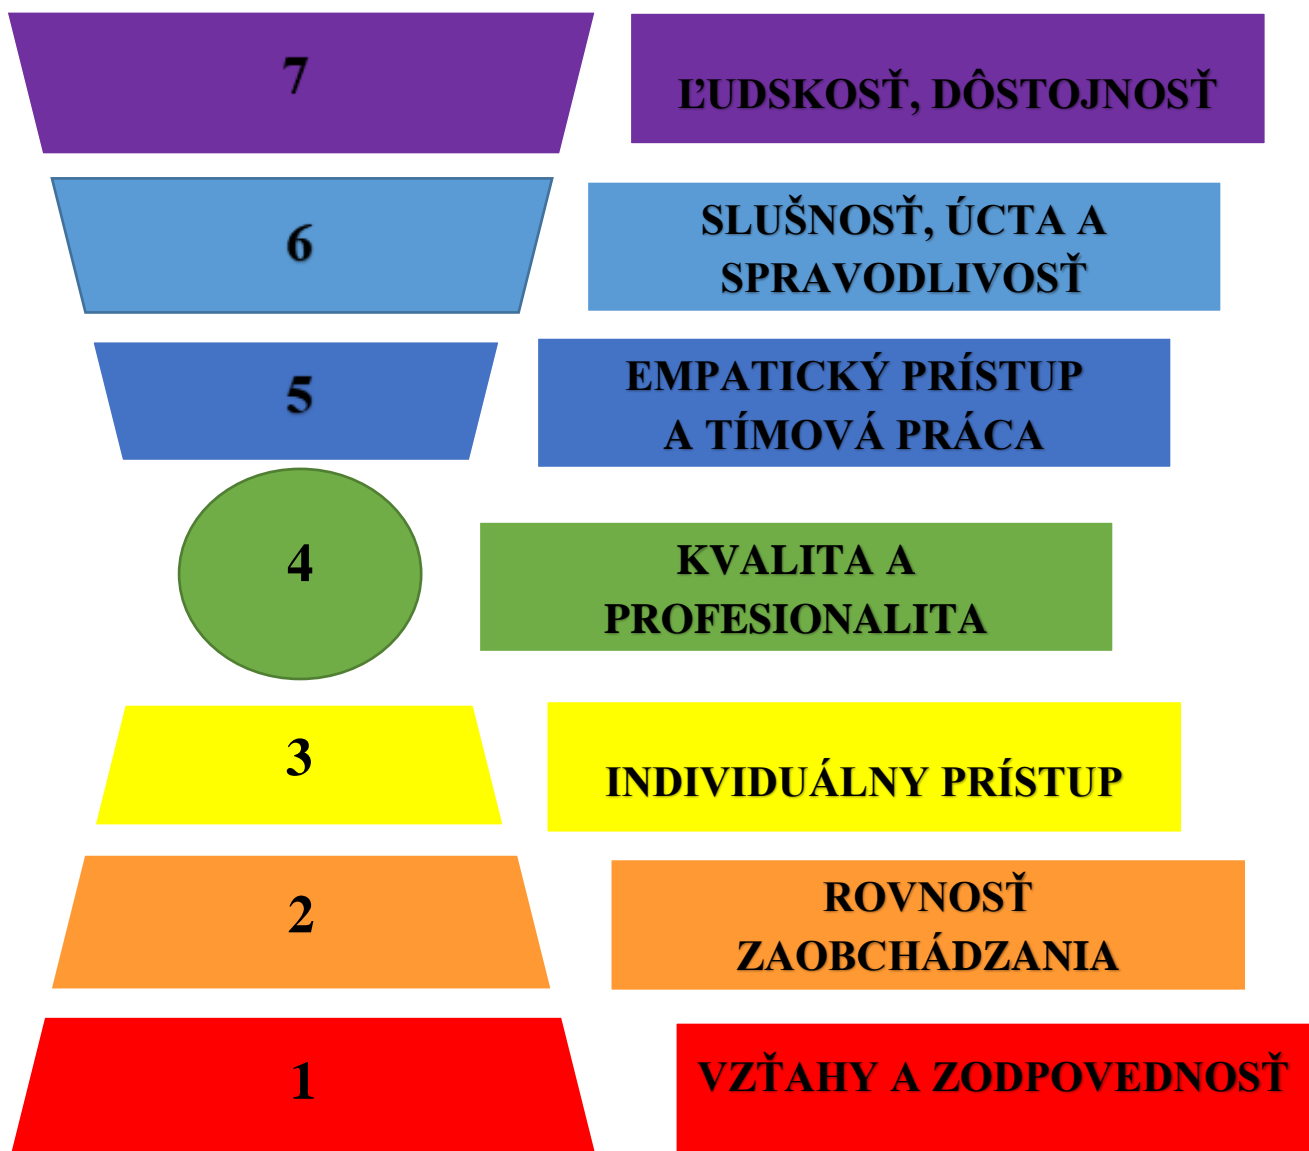 7
ĽUDSKOSŤ, DÔSTOJNOSŤ
6
SLUŠNOSŤ, ÚCTA A
SPRAVODLIVOSŤ
5
EMPATICKÝ PRÍSTUP
A TÍMOVÁ PRÁCA
4
KVALITA A
PROFESIONALITA
3
INDIVIDUÁLNY PRÍSTUP
2
ROVNOSŤ
ZAOBCHÁDZANIA
1
VZŤAHY A ZODPOVEDNOSŤ